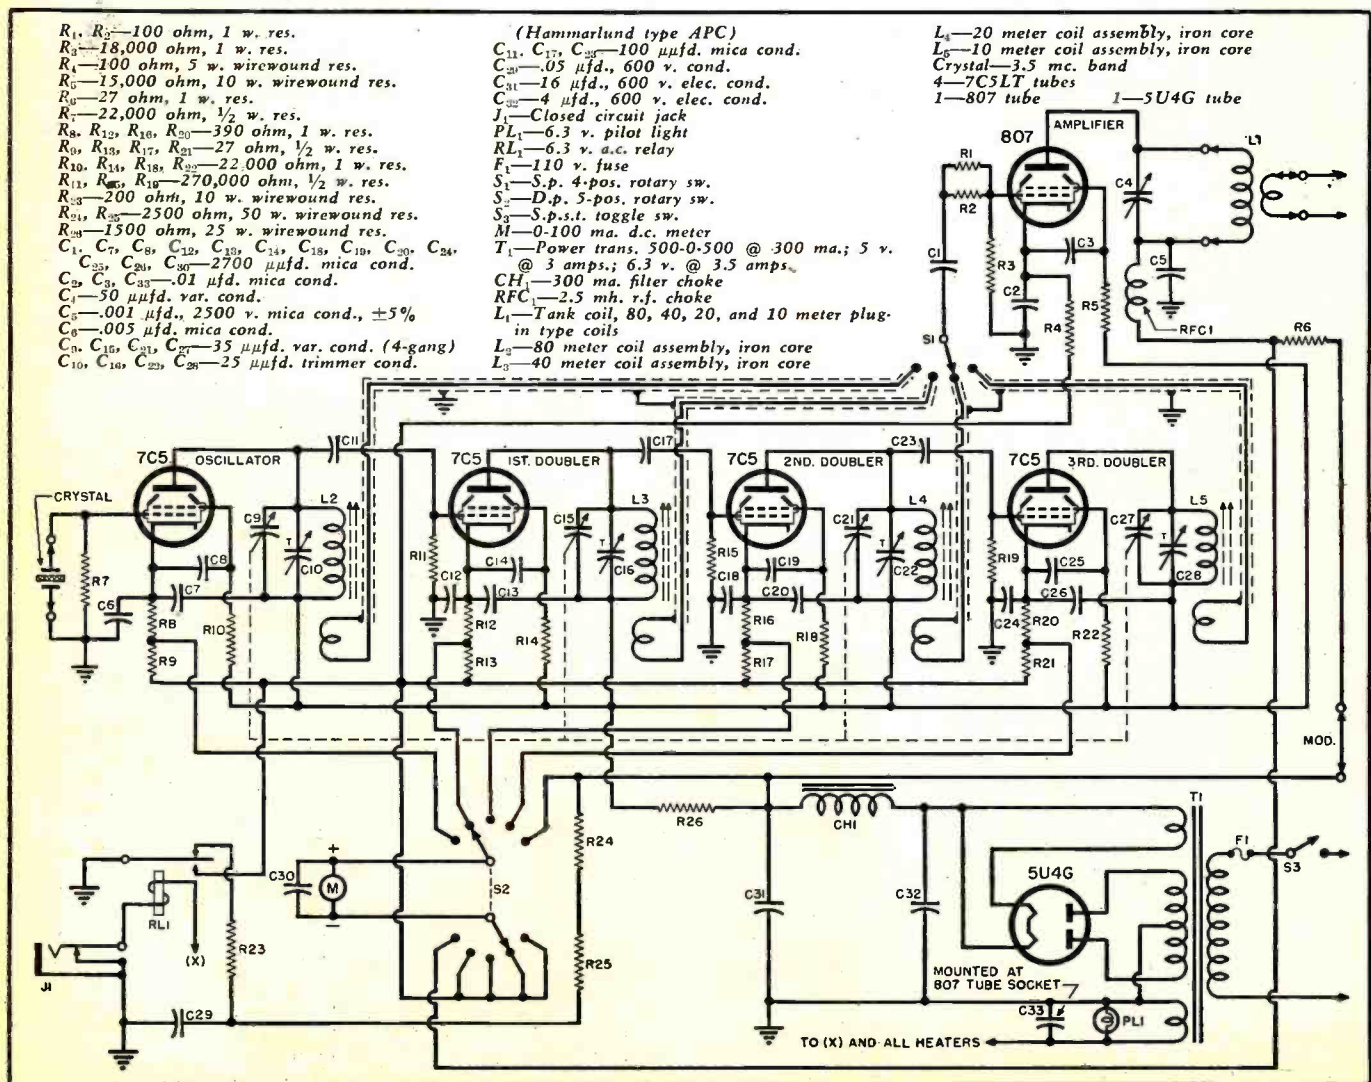 R1, R2—100 ohm, 1 w. res.
R3—18,000 ohm, 1 w. res.
R4—100 ohm, 5 w. wirewound res.
R5—15,000 ohm, 10 w. wirewound res.
R6—27 ohm, 1 w. res.
R7—22,000 ohm, ½ w. res.
R8, R12, R16, R20—390 ohm, 1 w. res.
R9, R13, R17, R21—27 ohm, ½ w. res.
R10, R14, R18, R22—22,000 ohm, 1 w. res.
R11, R15, R19—270,000 ohm, ½ w. res.
R23—200 ohm, 10 w. wirewound res.
R24, R25—2500 ohm, 50 w. wirewound res.
R26—1500 ohm, 25 w. wirewound res.
C1, C7, C8, C12, C13, C14, C18, C19, C20, C24,
C25, C26, C30—2700 μμfd. mica cond.
C2, C3, C33—.01 μfd. mica cond.
C4—50 μμfd. var. cond.
C5—.001 μfd., 2500 v. mica cond., ±5%
C6—.005 μfd. mica cond.
C9, C15, C21, C27—35 μμfd. var. cond. (4-gang)
C10, C16, C22, C28—25 μμfd. trimmer cond.
(Hammarlund type APC)
C11, C17, C23—100 μμfd. mica cond.
C29—.05 μfd., 600 v. cond.
C31—16 μfd., 600 v. elec. cond.
C32—4 μfd., 600 v. elec. cond.
J1—Closed circuit jack
PL1—6.3 v. pilot light
RL1—6.3 v. a.c. relay
F1—110 v. fuse
S1—S.p. 4-pos. rotary sw.
S2—D.p. 5-pos. rotary sw.
S3—S.p.s.t. toggle sw.
M—0-100 ma. d.c. meter
T1—Power trans. 500-0-500 @ 300 ma.; 5 v.
@ 3 amps.; 6.3 v. @ 3.5 amps.
CH1—300 ma. filter choke
RFC1—2.5 mh. r.f. choke
L1—Tank coil, 80, 40, 20, and 10 meter plug-
in type coils
L2—80 meter coil assembly, iron core
L3—40 meter coil assembly, iron core
L4—20 meter coil assembly, iron core
L5—10 meter coil assembly, iron core
Crystal—3.5 mc. band
4—7C5LT tubes
1—807 tube 1—5U4G tube
807 AMPLIFIER
L1
R1
R2
C4
C1
R3
C3
C2
C5
R4
R5
RFC1
R6
S1
7C5 OSCILLATOR
C11
7C5 1ST. DOUBLER
C17
7C5 2ND. DOUBLER
C23
7C5 3RD. DOUBLER
CRYSTAL
C9
L2
C15
L3
C21
L4
C27
L5
T
T
T
T
R7
C8
C10
R11
C14
C16
R15
C19
C22
R19
C25
C28
C6
C7
C12
C13
C18
C20
C24
C26
R8
R10
R12
R14
R16
R18
R20
R22
R9
R13
R17
R21
MOD.
R26
CH1
T1
R24
F1
S3
+
C30
M
S2
−
C31
C32
5U4G
RL1
(X)
R23
R25
J1
C29
MOUNTED AT
807 TUBE SOCKET
C33
PL1
TO (X) AND ALL HEATERS